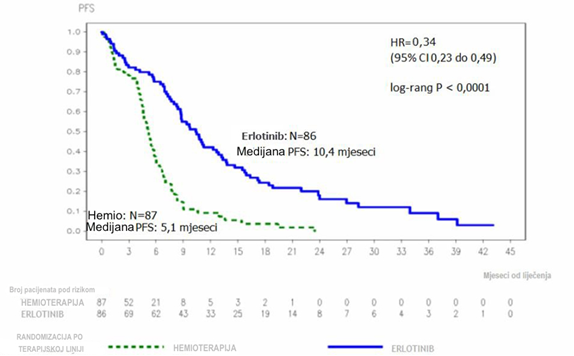 PFS
1.0
0.9
0.8
0.7
0.6
0.5
0.4
0.3
0.2
0.1
0.0
HR=0,34
(95% CI 0,23 do 0,49)
log-rang P < 0,0001
Erlotinib: N=86
Medijana PFS: 10,4 mjeseci
Hemio: N=87
Medijana PFS: 5,1 mjeseci
0 3 6 9 12 15 18 21 24 27 30 33 36 39 42 45
Mjeseci od liječenja
Broj pacijenata pod rizikom
HEMIOTERAPIJA 87 52 21 8 5 3 2 1 0 0 0 0 0 0 0 0
ERLOTINIB 86 69 62 43 33 25 19 14 8 7 6 4 3 2 1 0
RANDOMIZACIJA PO
TERAPIJSKOJ LINIJI
HEMIOTERAPIJA
ERLOTINIB